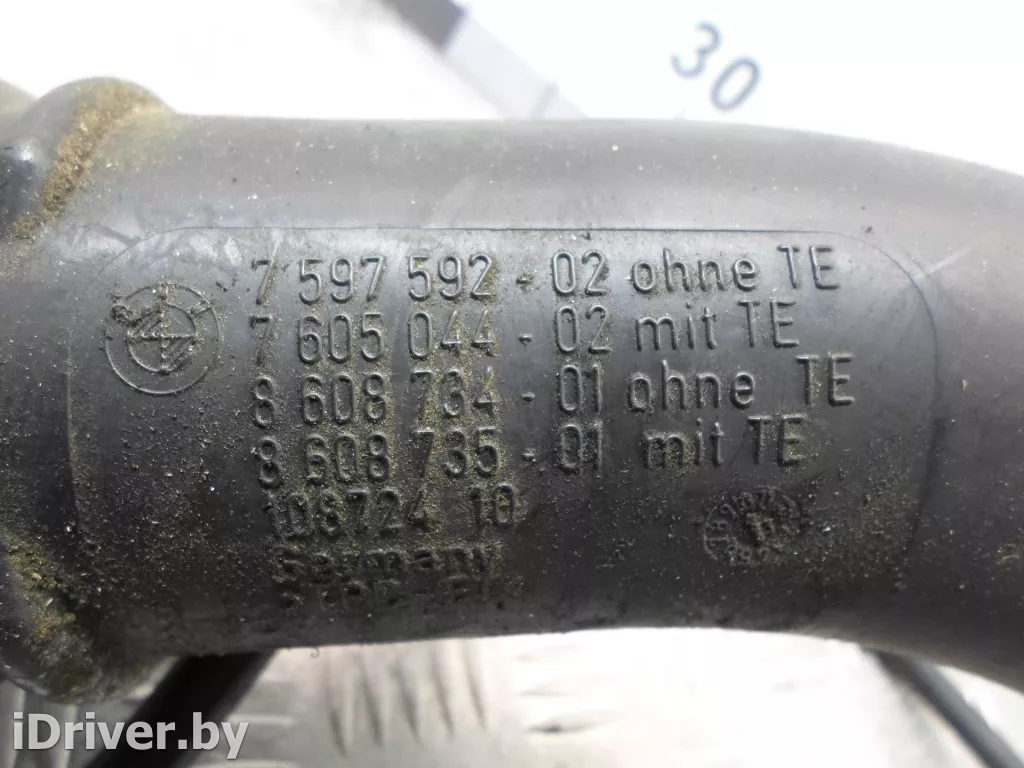 30
7 597 592-02 ohne TE
7 605 044-02 mit TE
8 608 734-01 ohne TE
8 608 735-01 mit TE
108724 10
Germany
iDriver.by